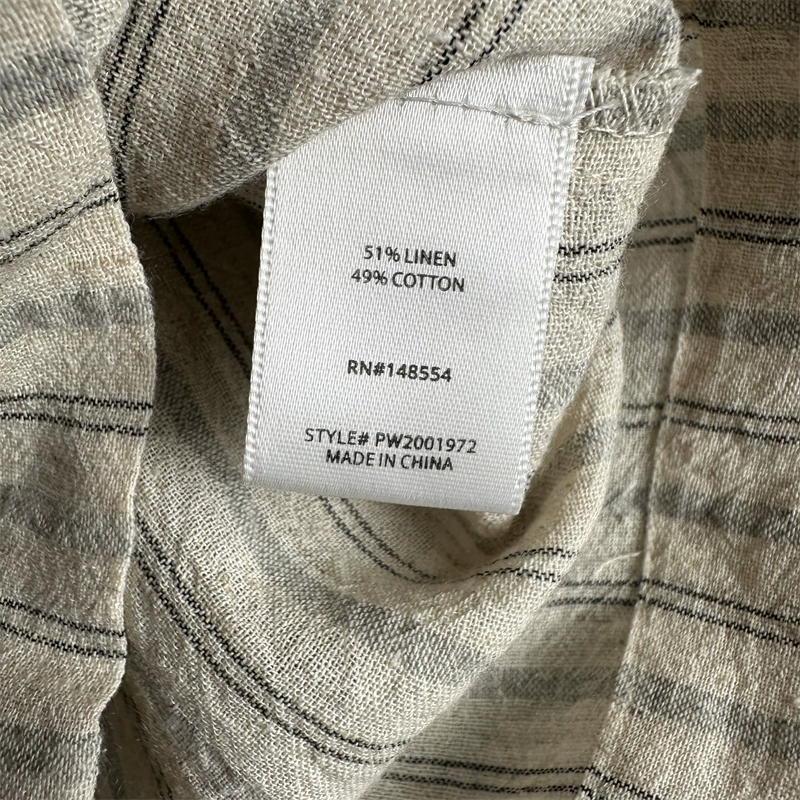 51% LINEN
49% COTTON
RN#148554
STYLE# PW2001972
MADE IN CHINA